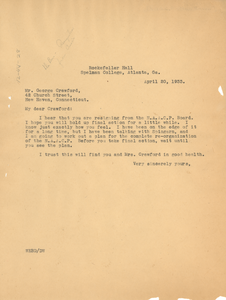 Rockefeller Hall
Spelman College, Atlanta, Ga.
April 20, 1933.
Mr. George Crawford,
42 Church Street,
New Haven, Connecticut.
My dear Crawford:
I hear that you are resigning from the N.A.A.C.P. Board.
I hope you will hold up final action for a little while. I
know just exactly how you feel. I have been on the edge of it
for a long time, but I have been talking with Spingarn, and
I am going to work out a plan for the complete re-organization
of the N.A.A.C.P. Before you take final action, wait until
you see the plan.
I trust this will find you and Mrs. Crawford in good health.
Very sincerely yours,